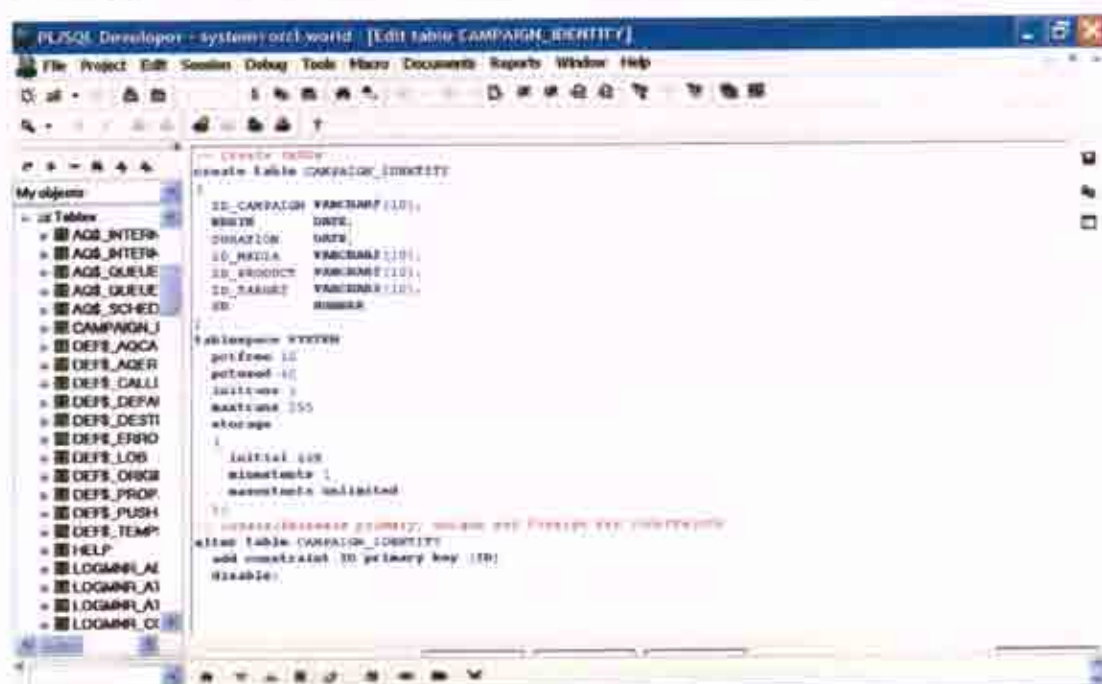 PL/SQL Developer - system@orcl.world - [Edit table CAMPAIGN_IDENTITY]
File Project Edit Session Debug Tools Macro Documents Reports Window Help
My objects
Tables
AQ$_INTERN
AQ$_INTERN
AQ$_QUEUE
AQ$_QUEUE
AQ$_SCHED
CAMPAIGN_I
DEF$_AQCA
DEF$_AQER
DEF$_CALL
DEF$_DEFAU
DEF$_DESTI
DEF$_ERRO
DEF$_LOB
DEF$_ORIGI
DEF$_PROP
DEF$_PUSH
DEF$_TEMP
HELP
LOGMNR_AT
LOGMNR_AT
LOGMNR_CO
-- Create table
create table CAMPAIGN_IDENTITY
(
ID_CAMPAIGN VARCHAR2(10),
BEGIN DATE,
DURATION DATE,
ID_MEDIA VARCHAR2(10),
ID_PRODUCT VARCHAR2(10),
ID_TARGET VARCHAR2(10),
NUMBER
)
tablespace SYSTEM
pctfree 10
pctused 40
initrans 1
maxtrans 255
storage
(
initial
minextents 1
maxextents unlimited
);
-- Create/Recreate primary, unique and foreign key constraints
alter table CAMPAIGN_IDENTITY
add constraint ID primary key (ID)
disable;